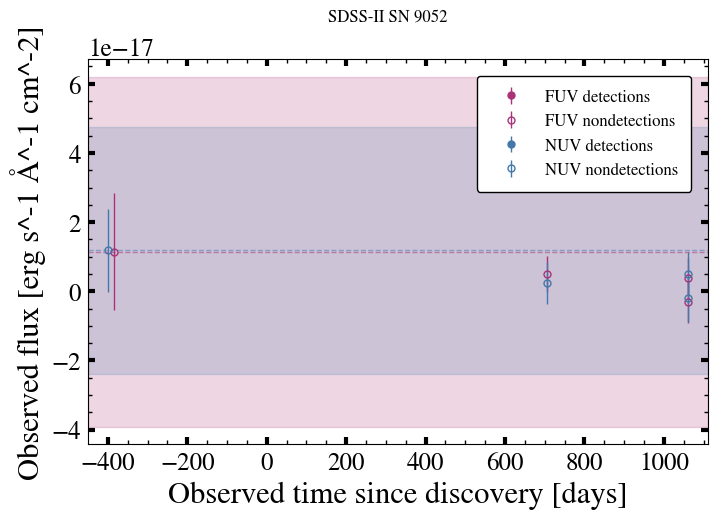 SDSS-II SN 9052
1e−17
Observed flux [erg s^-1 Å^-1 cm^-2]
6
4
2
0
−2
−4
FUV detections
FUV nondetections
NUV detections
NUV nondetections
−400 −200 0 200 400 600 800 1000
Observed time since discovery [days]